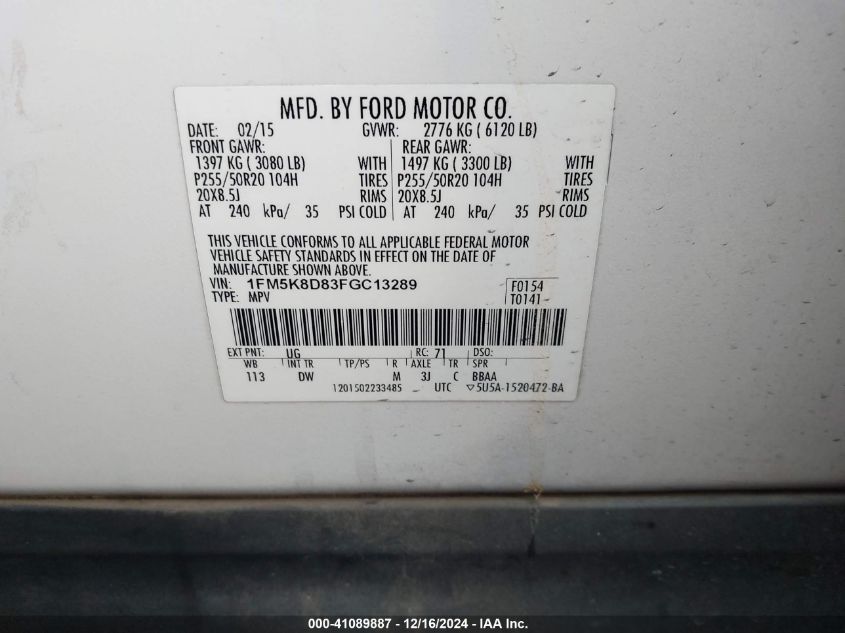 MFD. BY FORD MOTOR CO.
DATE: 02/15 GVWR: 2776 KG ( 6120 LB)
FRONT GAWR: REAR GAWR:
1397 KG ( 3080 LB) WITH 1497 KG ( 3300 LB) WITH
P255/50R20 104H TIRES P255/50R20 104H TIRES
20X8.5J RIMS 20X8.5J RIMS
AT 240 kPa/ 35 PSI COLD AT 240 kPa/ 35 PSI COLD
THIS VEHICLE CONFORMS TO ALL APPLICABLE FEDERAL MOTOR
VEHICLE SAFETY STANDARDS IN EFFECT ON THE DATE OF
MANUFACTURE SHOWN ABOVE.
VIN: 1FM5K8D83FGC13289 F0154
TYPE: MPV T0141
EXT PNT: UG RC: 71 DSO:
WB INT TR TP/PS R AXLE TR SPR
113 DW M 3J C BBAA
1201502233485 UTC ▽5U5A-1520472-BA
000-41089887 - 12/16/2024 - IAA Inc.